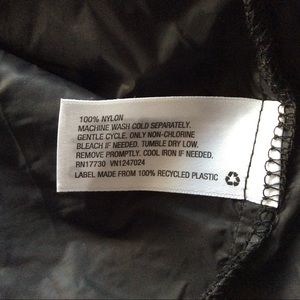 100% NYLON
MACHINE WASH COLD SEPARATELY.
GENTLE CYCLE. ONLY NON-CHLORINE
BLEACH IF NEEDED. TUMBLE DRY LOW.
REMOVE PROMPTLY. COOL IRON IF NEEDED.
RN17730 VN1247024
LABEL MADE FROM 100% RECYCLED PLASTIC